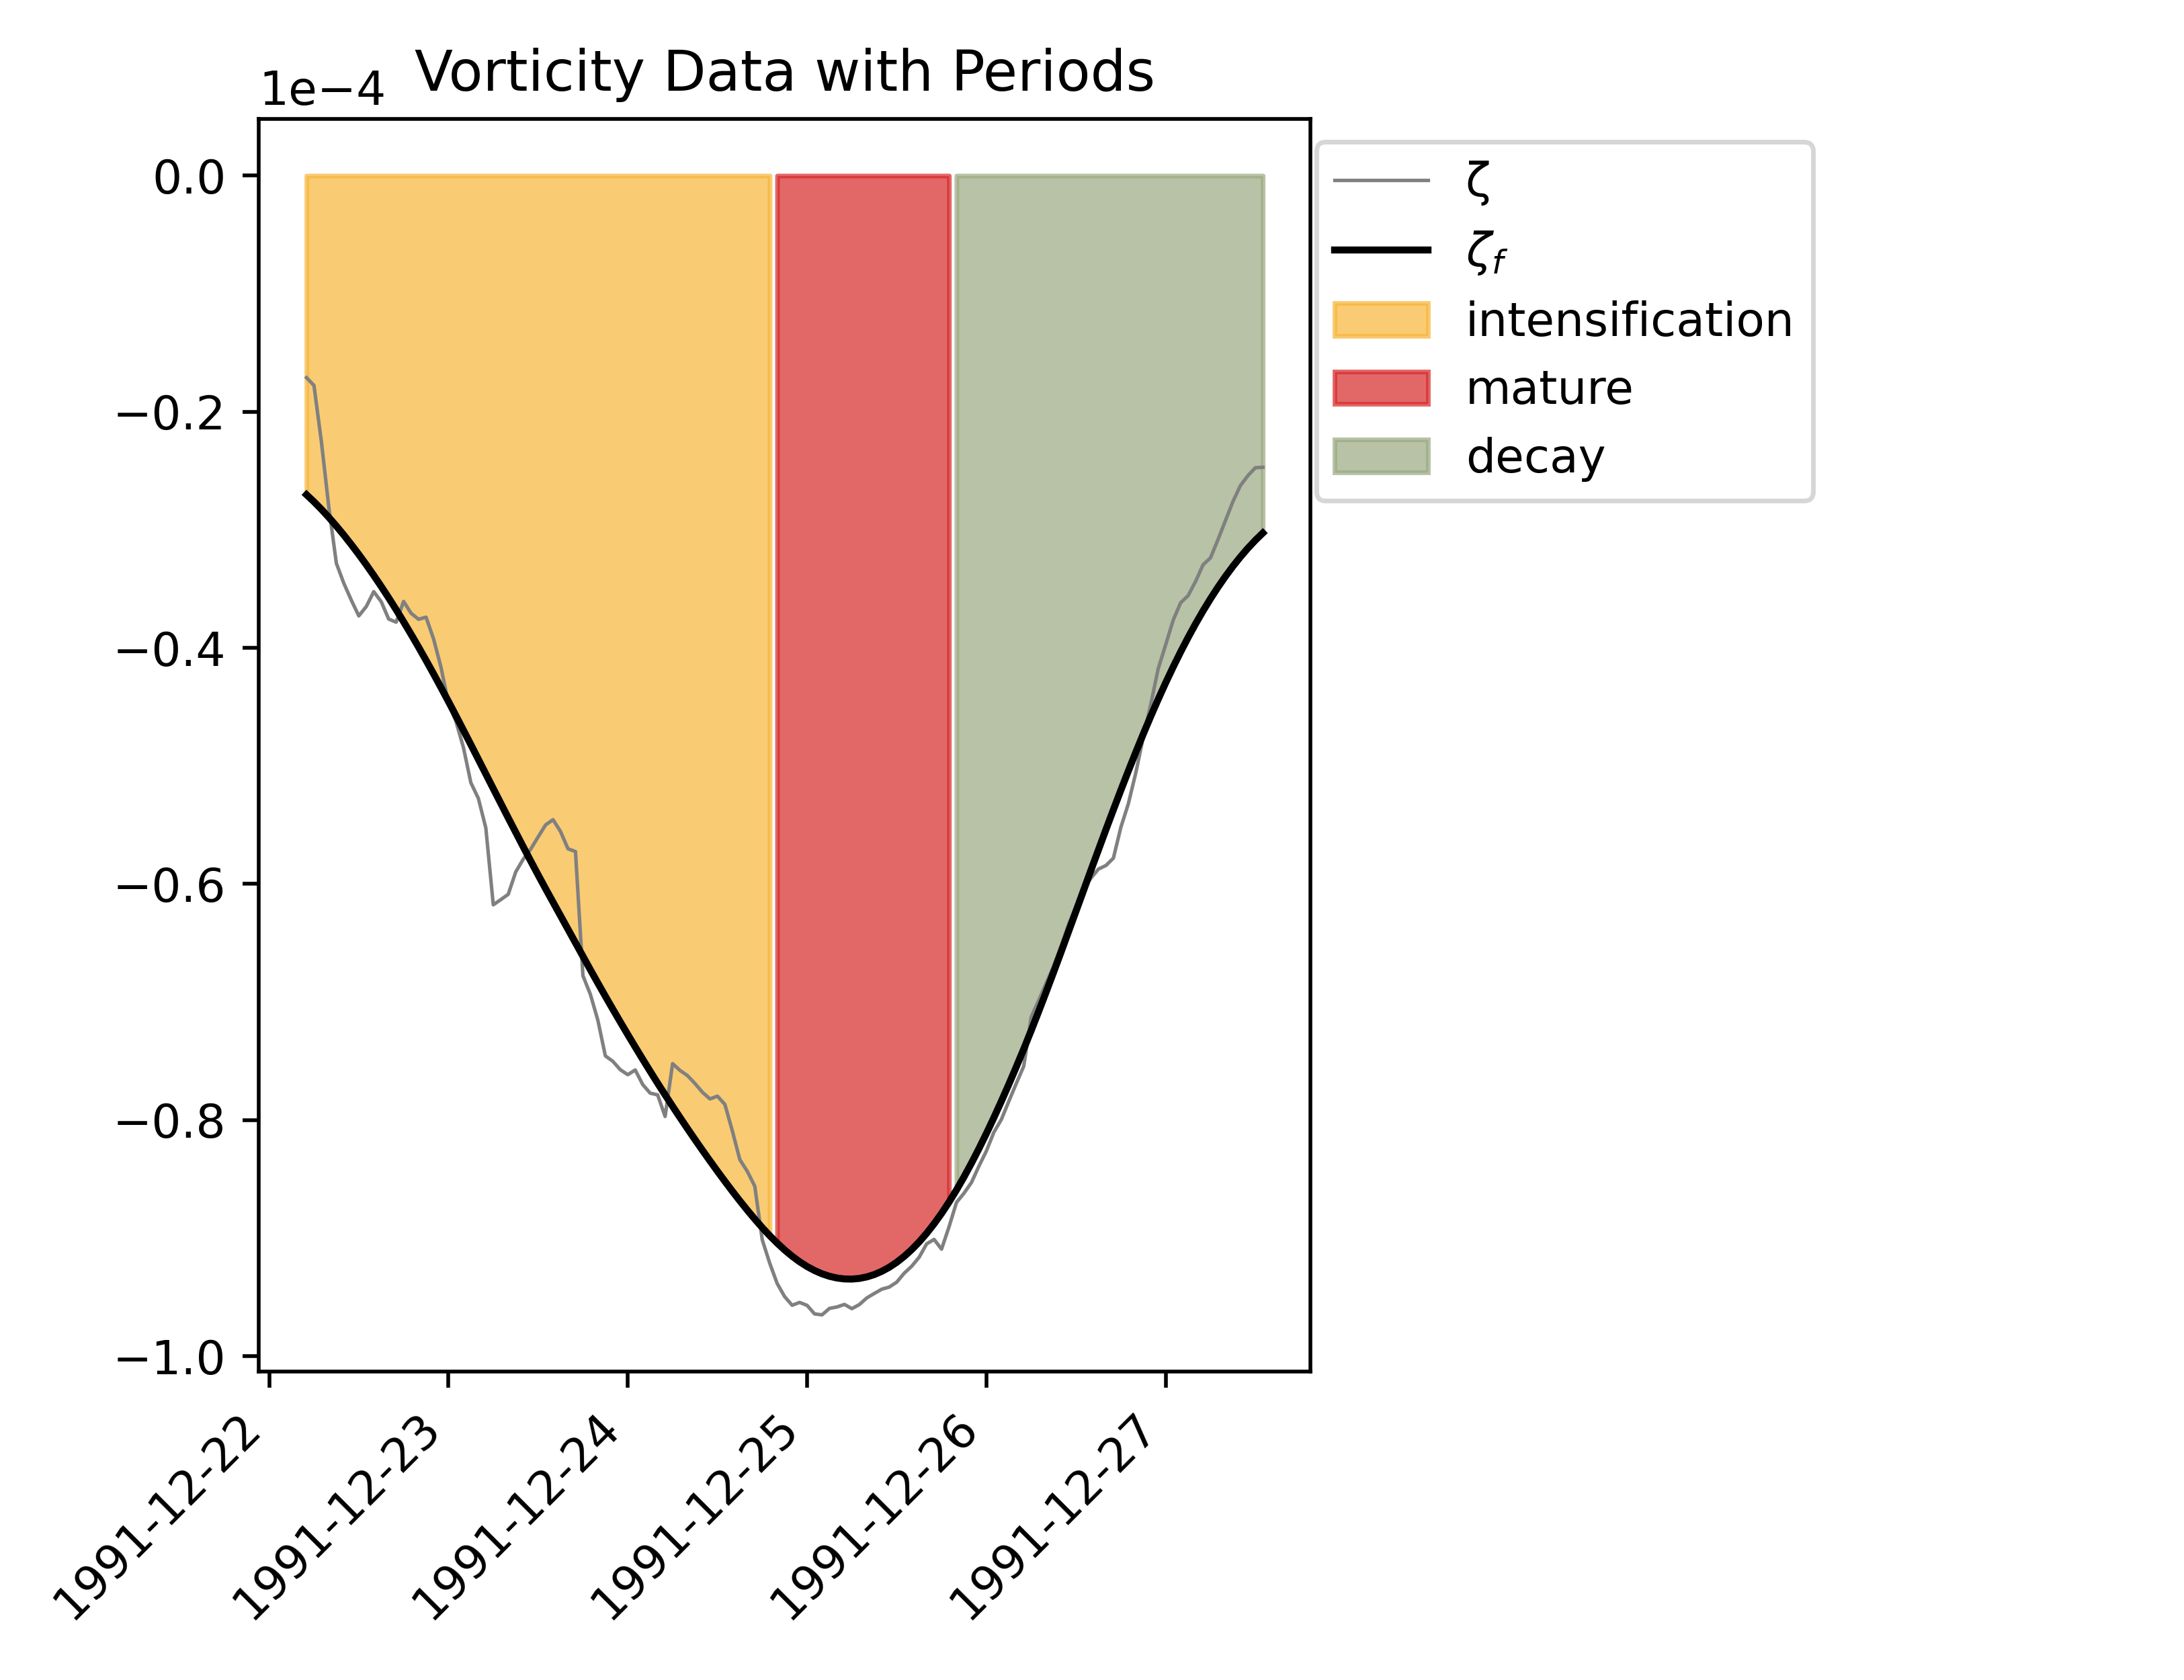 Vorticity Data with Periods
1e−4
0.0
−0.2
−0.4
−0.6
−0.8
−1.0
1991-12-22
1991-12-23
1991-12-24
1991-12-25
1991-12-26
1991-12-27
ζ
ζf
intensification
mature
decay